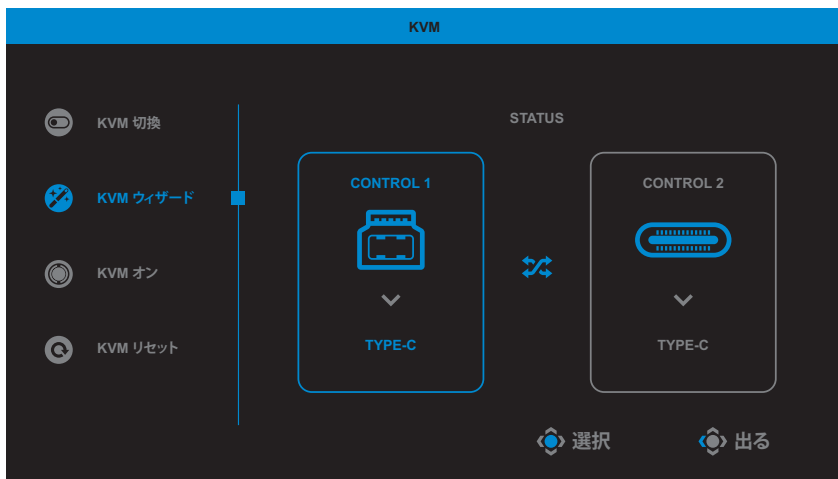 KVM
KVM 切換
KVM ウィザード
KVM オン
KVM リセット
STATUS
CONTROL 1
TYPE-C
CONTROL 2
TYPE-C
選択
出る